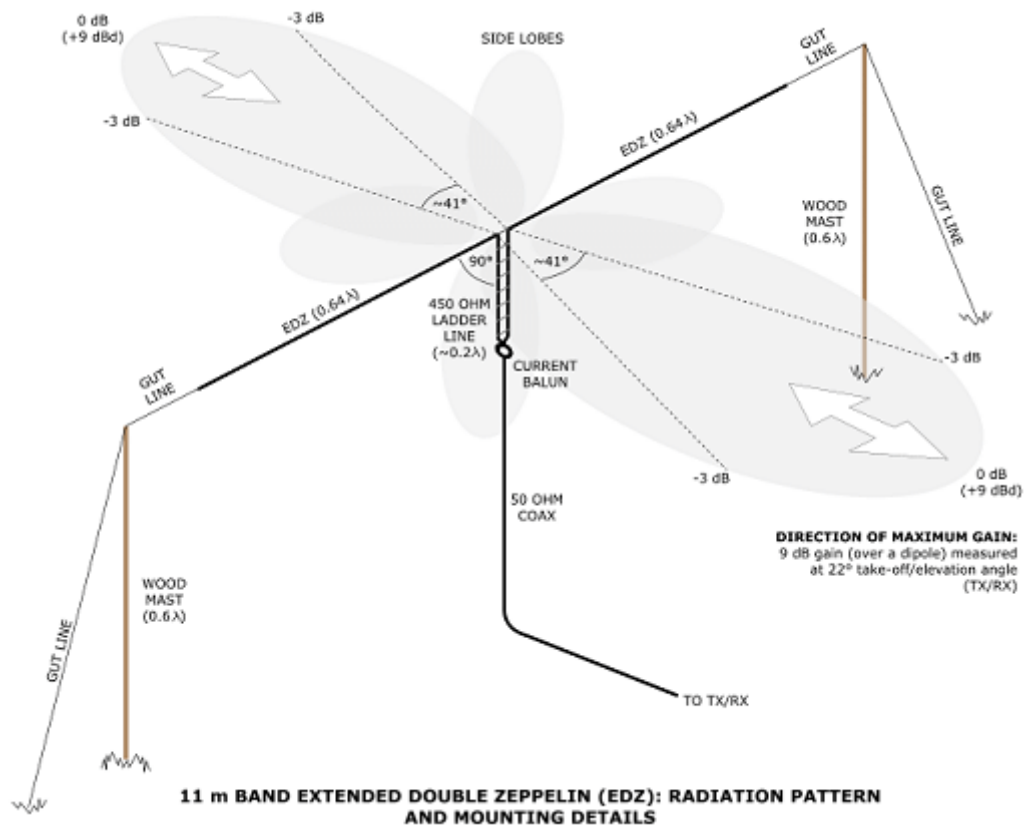 0 dB
(+9 dBd)
-3 dB
SIDE LOBES
GUT
LINE
-3 dB
EDZ (0.64λ)
~41°
WOOD
MAST
(0.6λ)
GUT LINE
90°
~41°
EDZ (0.64λ)
450 OHM
LADDER
LINE
(~0.2λ)
CURRENT
BALUN
-3 dB
GUT
LINE
-3 dB
0 dB
(+9 dBd)
50 OHM
COAX
DIRECTION OF MAXIMUM GAIN:
9 dB gain (over a dipole) measured
at 22° take-off/elevation angle
(TX/RX)
WOOD
MAST
(0.6λ)
GUT LINE
TO TX/RX
11 m BAND EXTENDED DOUBLE ZEPPELIN (EDZ): RADIATION PATTERN
AND MOUNTING DETAILS